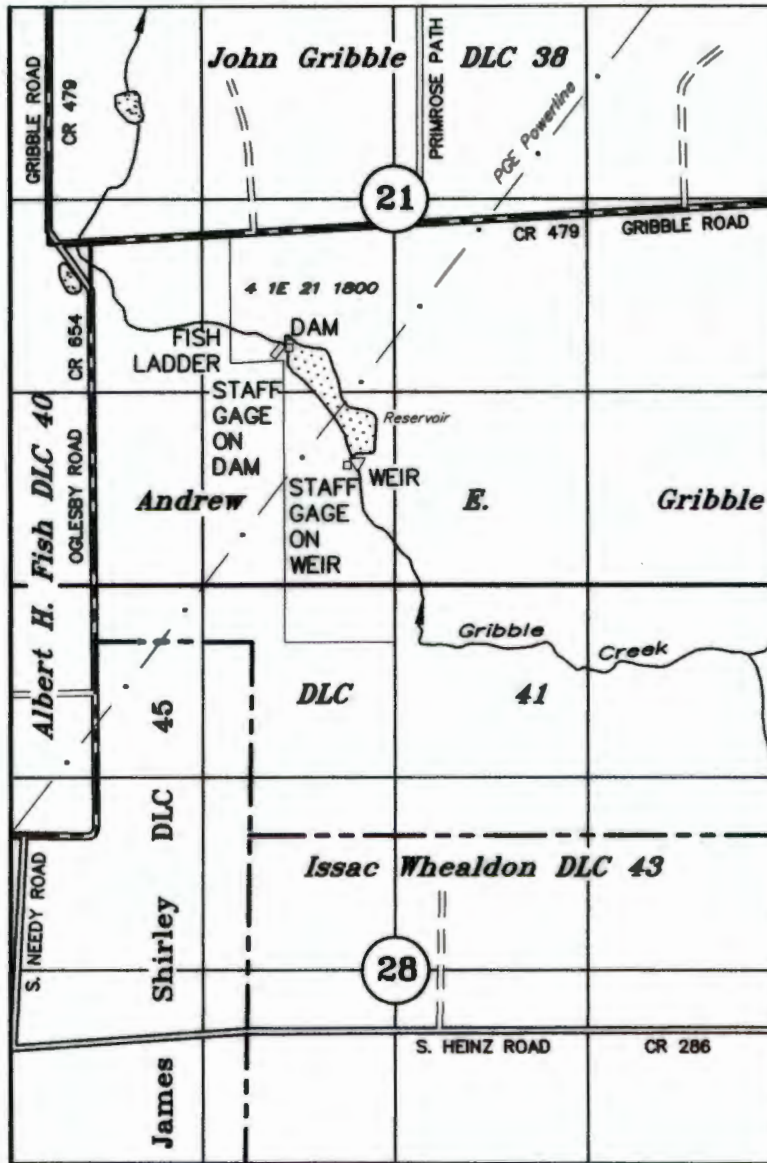 John Gribble DLC 38
GRIBBLE ROAD
CR 479
PRIMROSE PATH
PGE Powerline
21
CR 479 GRIBBLE ROAD
4 1E 21 1800
FISH
LADDER
DAM
STAFF
GAGE
ON
DAM
Reservoir
WEIR
STAFF
GAGE
ON
WEIR
CR 654
OGLESBY ROAD
Albert H. Fish DLC 40
Andrew E. Gribble
Gribble Creek
DLC 41
James Shirley DLC 45
Issac Whealdon DLC 43
S. NEEDY ROAD
28
S. HEINZ ROAD CR 286